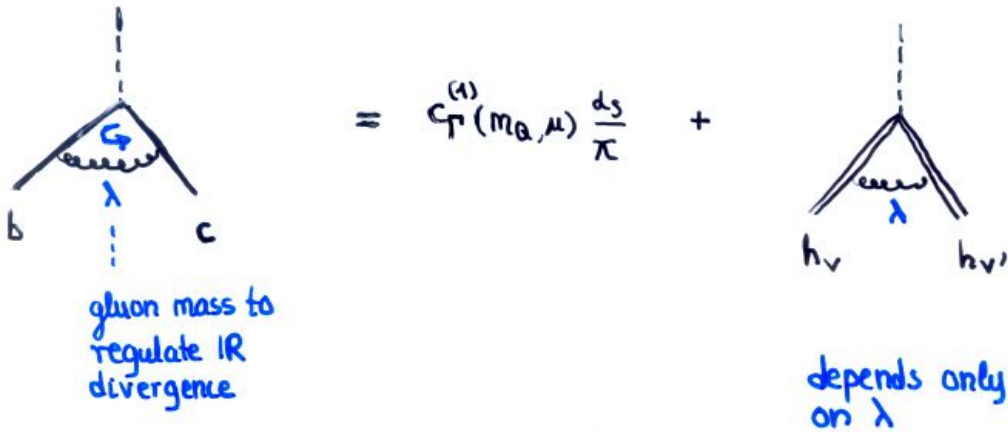 = C_Γ^{(1)} (m_Q, μ) α_s/π +
λ
λ
b
c
h_v
h_v'
gluon mass to
regulate IR
divergence
depends only
on λ